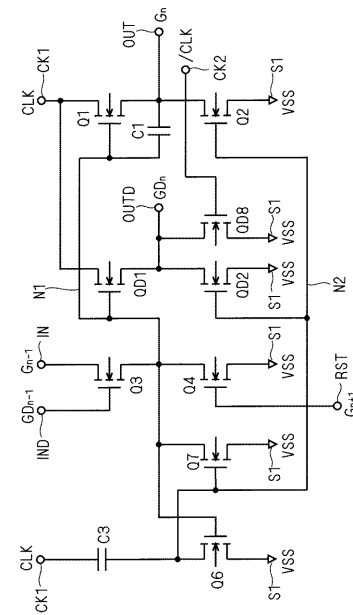 CLK
CK1
Q1
OUT
Gn
C1
/CLK
CK2
Q2
S1
VSS
N1
OUTD
GDn
QD1
QD8
S1
VSS
QD2
S1
VSS
N2
Gn-1
IN
GDn-1
IND
Q3
Q4
S1
VSS
RST
Gn+1
Q7
S1
VSS
CLK
CK1
C3
Q6
S1
VSS